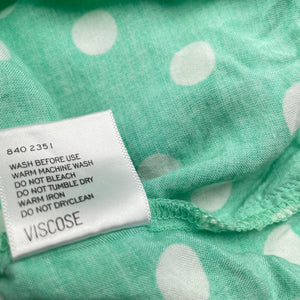 840 2351
WASH BEFORE USE
WARM MACHINE WASH
DO NOT BLEACH
DO NOT TUMBLE DRY
WARM IRON
DO NOT DRYCLEAN
VISCOSE